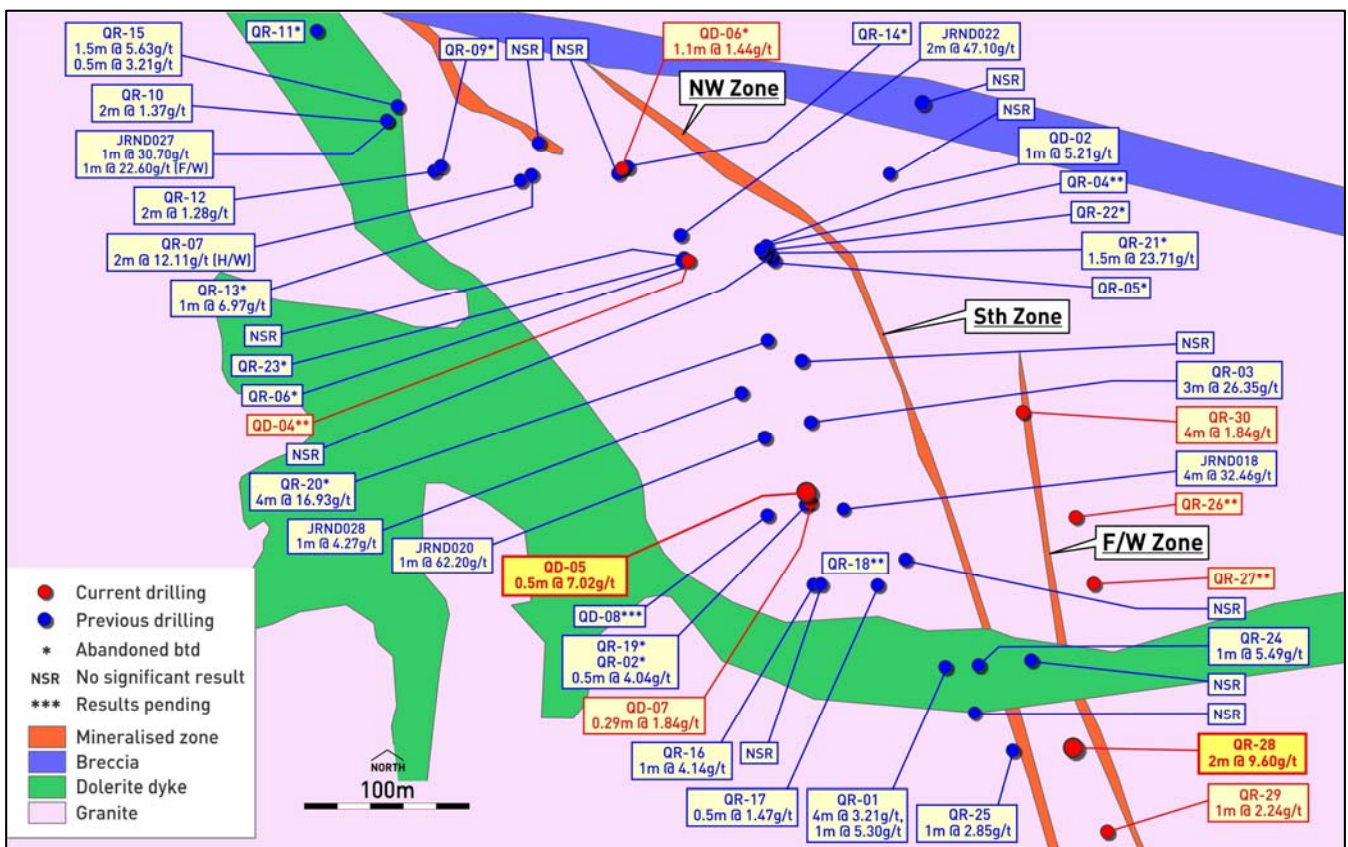 QR-15
1.5m @ 5.63g/t
0.5m @ 3.21g/t
QR-11*
QR-09*
NSR
NSR
QD-06*
1.1m @ 1.44g/t
QR-14*
JRND022
2m @ 47.10g/t
NSR
NSR
NW Zone
QR-10
2m @ 1.37g/t
JRND027
1m @ 30.70g/t
1m @ 22.60g/t (F/W)
QR-12
2m @ 1.28g/t
QR-07
2m @ 12.11g/t (H/W)
QR-13*
1m @ 6.97g/t
NSR
QR-23*
QR-06*
QD-04**
NSR
QR-20*
4m @ 16.93g/t
JRND028
1m @ 4.27g/t
JRND020
1m @ 62.20g/t
QD-05
0.5m @ 7.02g/t
QD-08***
QR-19*
QR-02*
0.5m @ 4.04g/t
QD-07
0.29m @ 1.84g/t
QR-16
1m @ 4.14g/t
NSR
QR-17
0.5m @ 1.47g/t
QR-01
4m @ 3.21g/t,
1m @ 5.30g/t
QR-25
1m @ 2.85g/t
QD-02
1m @ 5.21g/t
QR-04**
QR-22*
QR-21*
1.5m @ 23.71g/t
QR-05*
Sth Zone
NSR
QR-03
3m @ 26.35g/t
QR-30
4m @ 1.84g/t
JRND018
4m @ 32.46g/t
QR-26**
F/W Zone
QR-18**
QR-27**
NSR
QR-24
1m @ 5.49g/t
NSR
NSR
QR-28
2m @ 9.60g/t
QR-29
1m @ 2.24g/t
Current drilling
Previous drilling
* Abandoned btd
NSR No significant result
*** Results pending
Mineralised zone
Breccia
Dolerite dyke
Granite
NORTH
100m